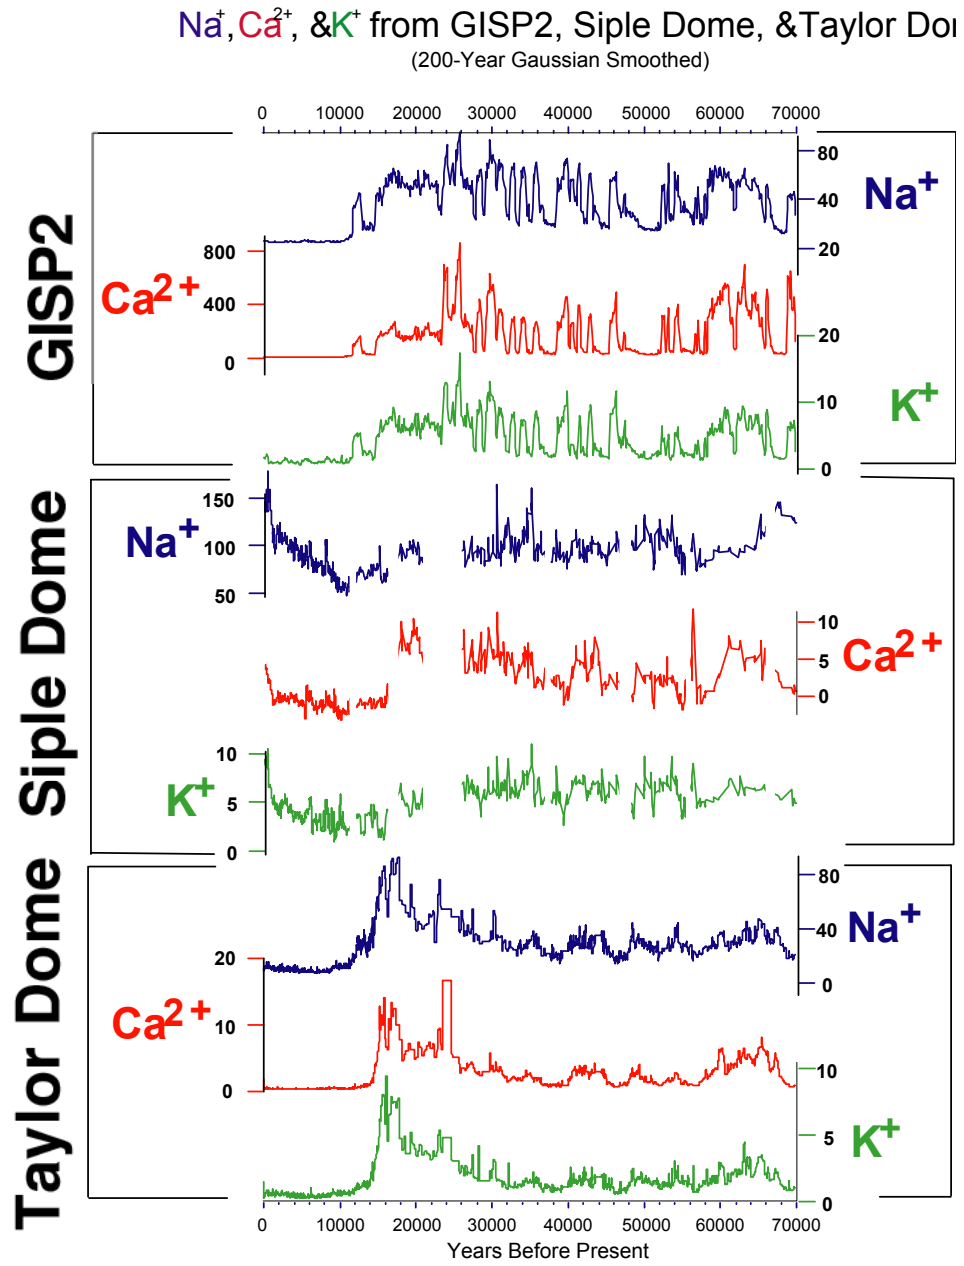 Na+, Ca2+, &K+ from GISP2, Siple Dome, &Taylor Dor
(200-Year Gaussian Smoothed)
0 10000 20000 30000 40000 50000 60000 70000
GISP2
Na+
80
40
20
Ca2+
800
400
0
K+
20
10
0
Siple Dome
Na+
150
100
50
Ca2+
10
5
0
K+
10
5
0
Taylor Dome
Na+
80
40
0
Ca2+
20
10
0
K+
10
5
0
0 10000 20000 30000 40000 50000 60000 70000
Years Before Present